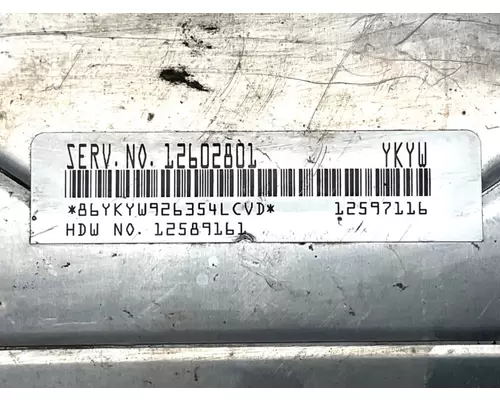 SERV. NO. 12602801 YKYW
*86YKYW926354LCVD* 12597116
HDW NO. 12589161